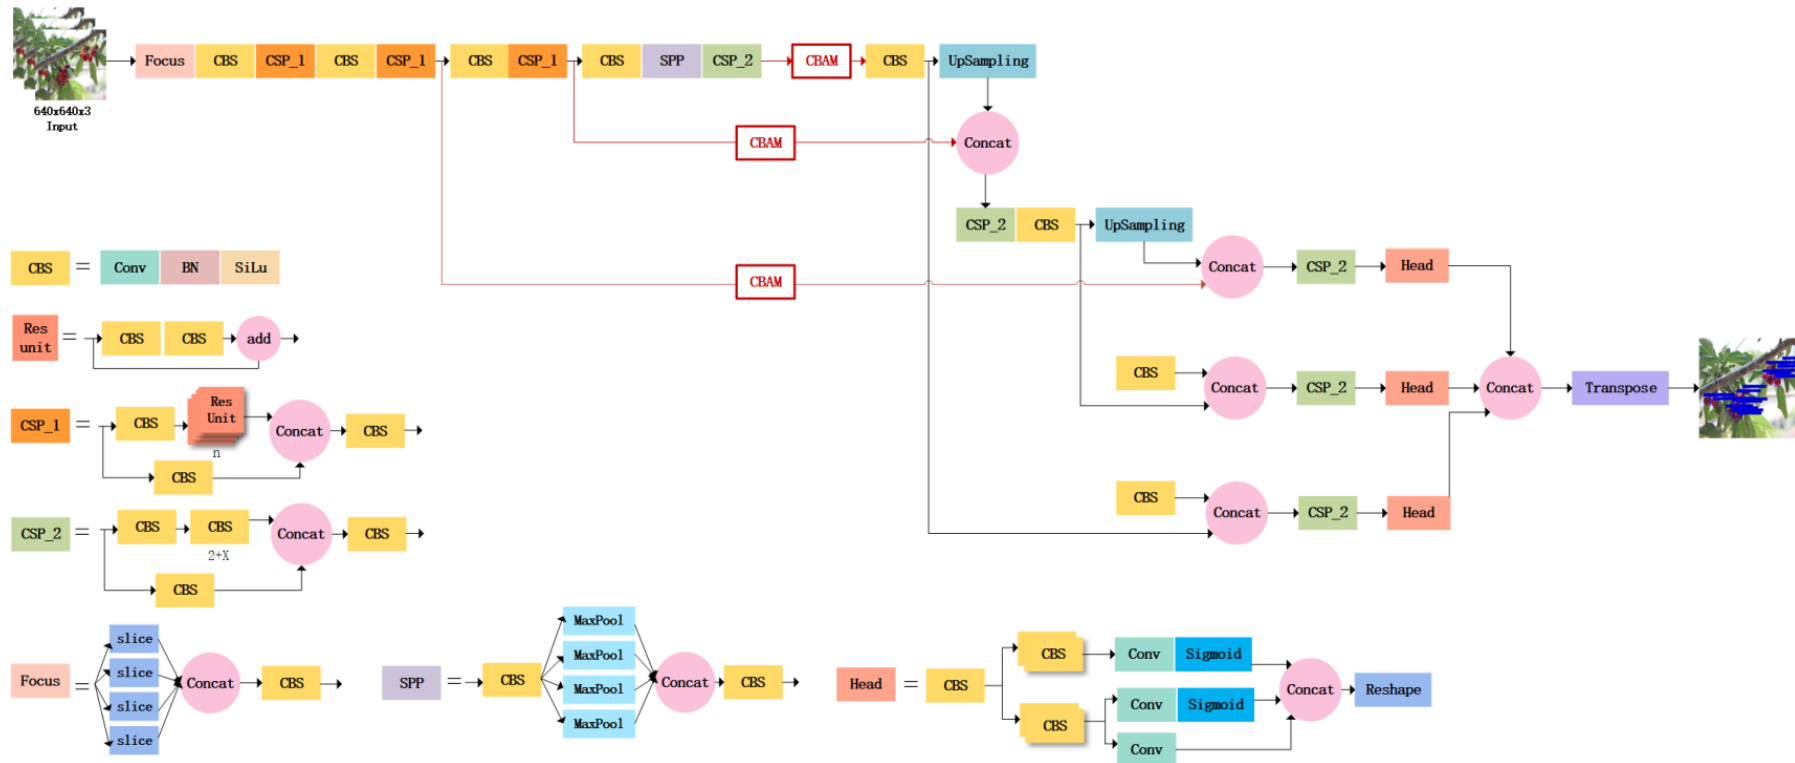 Focus CBS CSP_1 CBS CSP_1 CBS CSP_1 CBS SPP CSP_2 CBAM CBS UpSampling
640x640x3
Input
CBAM Concat
CSP_2 CBS UpSampling
CBS = Conv BN SiLu
CBAM Concat CSP_2 Head
Res
unit = CBS CBS add
CBS Concat CSP_2 Head Concat Transpose
CSP_1 = CBS Res
Unit
n
Concat CBS
CBS
CBS Concat CSP_2 Head
CSP_2 = CBS CBS Concat CBS
2+X
CBS
Focus = slice
slice
slice
slice
Concat CBS
SPP = CBS MaxPool
MaxPool
MaxPool
MaxPool
Concat CBS
Head = CBS CBS Conv Sigmoid
CBS Conv Sigmoid
Conv
Concat Reshape